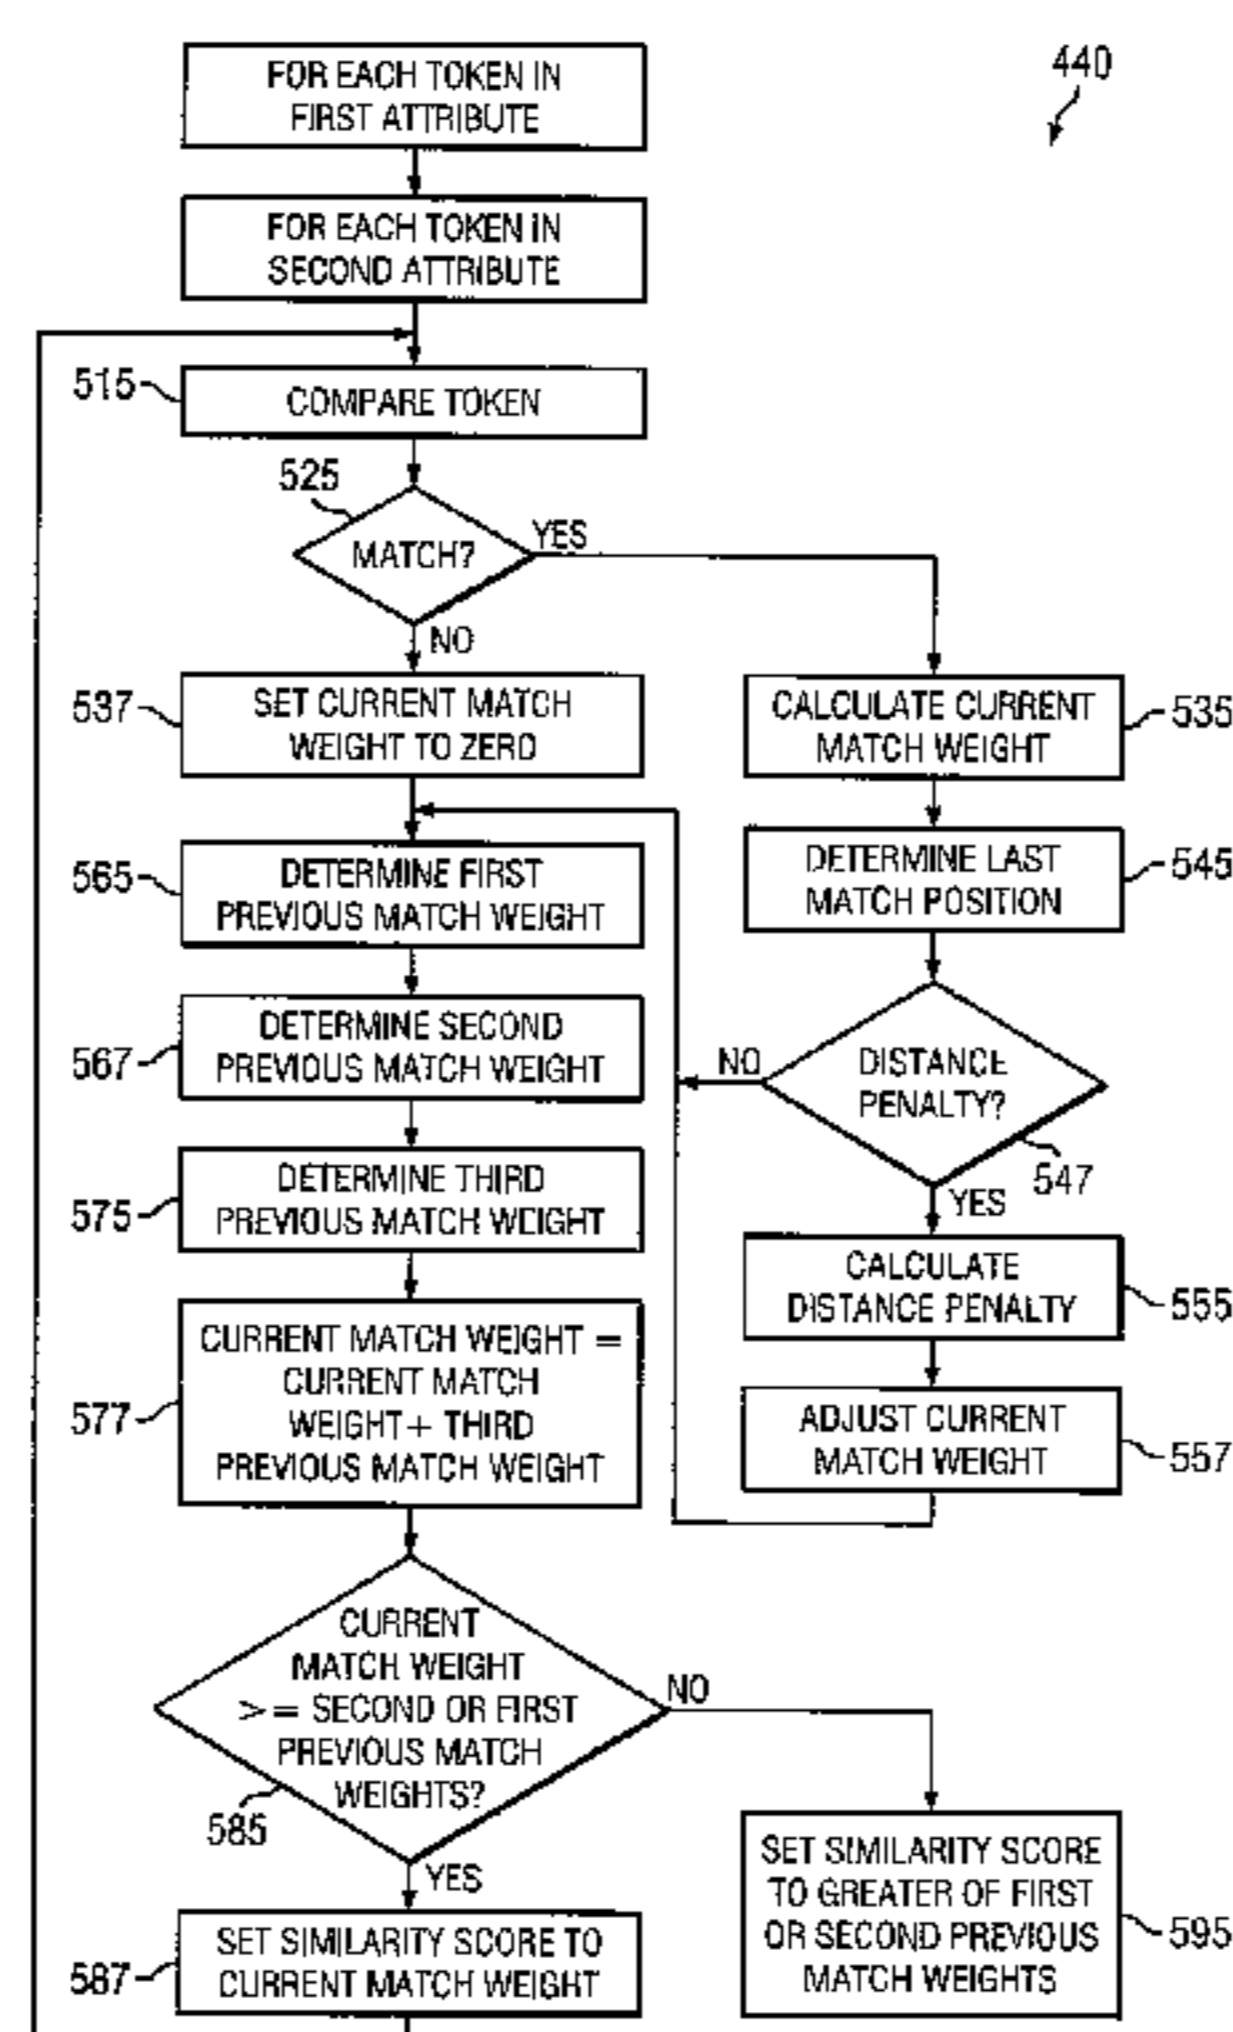 440
FOR EACH TOKEN IN
FIRST ATTRIBUTE
FOR EACH TOKEN IN
SECOND ATTRIBUTE
515
COMPARE TOKEN
525
MATCH?
YES
NO
537
SET CURRENT MATCH
WEIGHT TO ZERO
CALCULATE CURRENT
MATCH WEIGHT
535
565
DETERMINE FIRST
PREVIOUS MATCH WEIGHT
DETERMINE LAST
MATCH POSITION
545
567
DETERMINE SECOND
PREVIOUS MATCH WEIGHT
NO
DISTANCE
PENALTY?
547
YES
575
DETERMINE THIRD
PREVIOUS MATCH WEIGHT
CALCULATE
DISTANCE PENALTY
555
577
CURRENT MATCH WEIGHT =
CURRENT MATCH
WEIGHT + THIRD
PREVIOUS MATCH WEIGHT
ADJUST CURRENT
MATCH WEIGHT
557
CURRENT
MATCH WEIGHT
>= SECOND OR FIRST
PREVIOUS MATCH
WEIGHTS?
585
NO
YES
587
SET SIMILARITY SCORE TO
CURRENT MATCH WEIGHT
SET SIMILARITY SCORE
TO GREATER OF FIRST
OR SECOND PREVIOUS
MATCH WEIGHTS
595